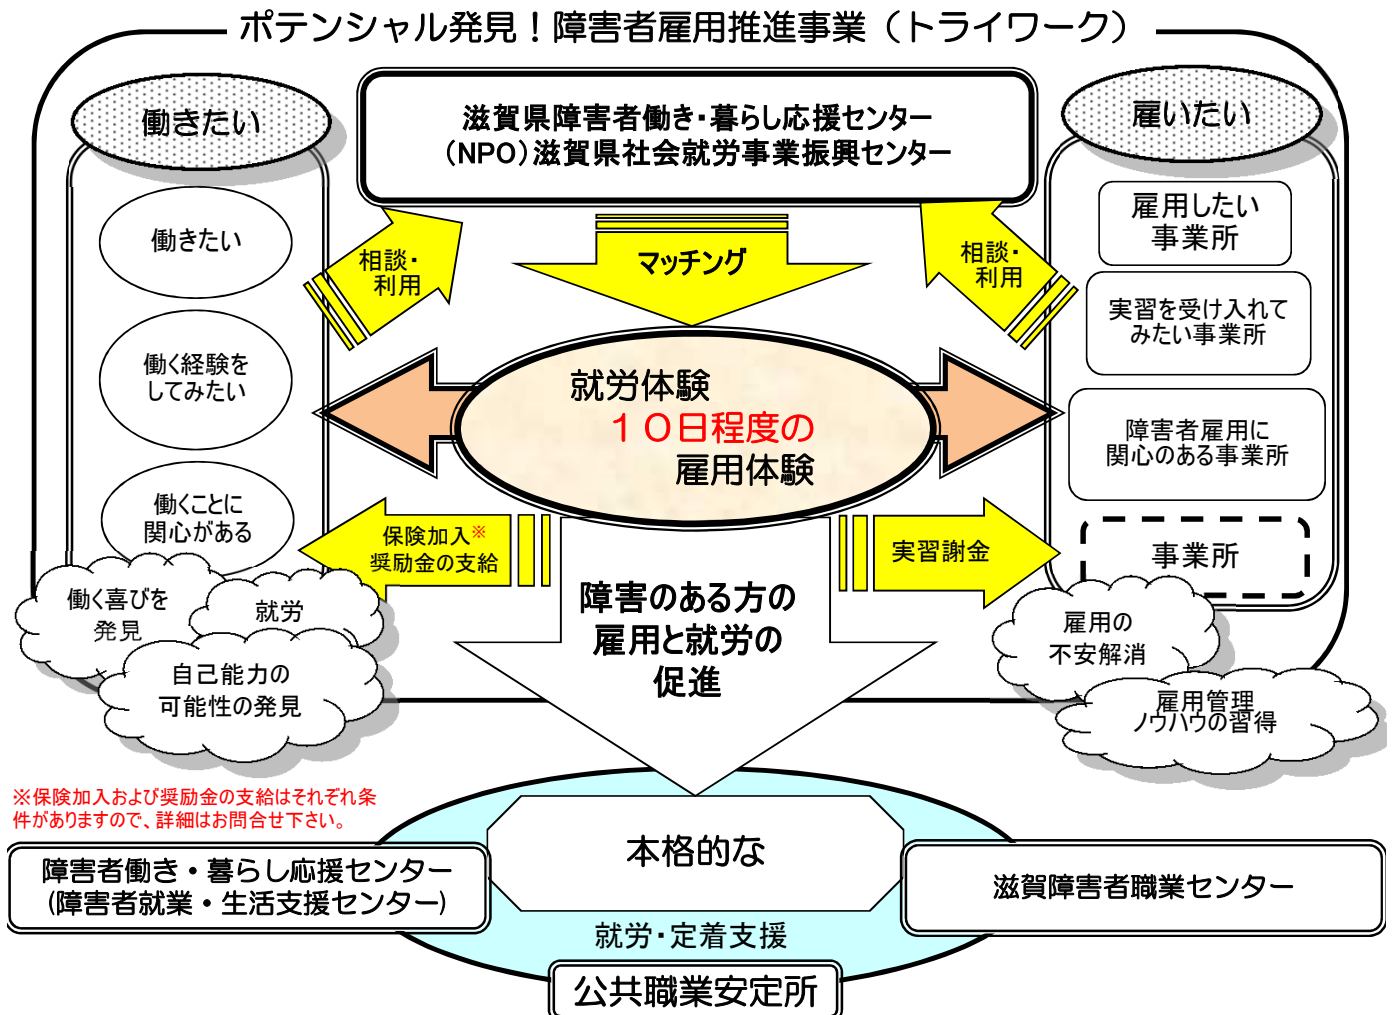 ポテンシャル発見！障害者雇用推進事業（トライワーク）
働きたい
滋賀県障害者働き・暮らし応援センター
（NPO）滋賀県社会就労事業振興センター
雇いたい
働きたい
働く経験を
してみたい
働くことに
関心がある
相談・
利用
マッチング
相談・
利用
雇用したい
事業所
実習を受け入れて
みたい事業所
障害者雇用に
関心のある事業所
事業所
就労体験
１０日程度の
雇用体験
保険加入※
奨励金の支給
実習謝金
働く喜びを
発見
就労
自己能力の
可能性の発見
障害のある方の
雇用と就労の
促進
雇用の
不安解消
雇用管理
ノウハウの習得
※保険加入および奨励金の支給はそれぞれ条
件がありますので、詳細はお問合せ下さい。
障害者働き・暮らし応援センター
(障害者就業・生活支援センター)
本格的な
滋賀障害者職業センター
就労・定着支援
公共職業安定所